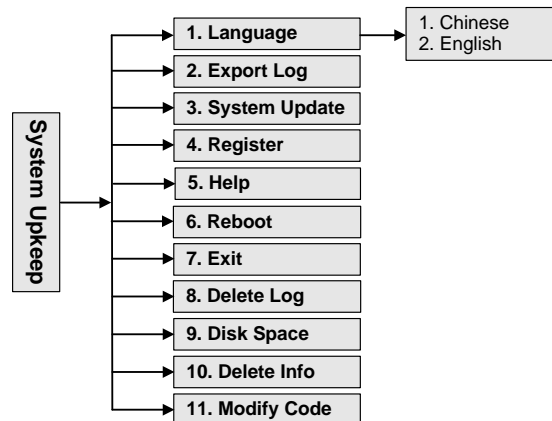 System Upkeep
1. Language
1. Chinese
2. English
2. Export Log
3. System Update
4. Register
5. Help
6. Reboot
7. Exit
8. Delete Log
9. Disk Space
10. Delete Info
11. Modify Code